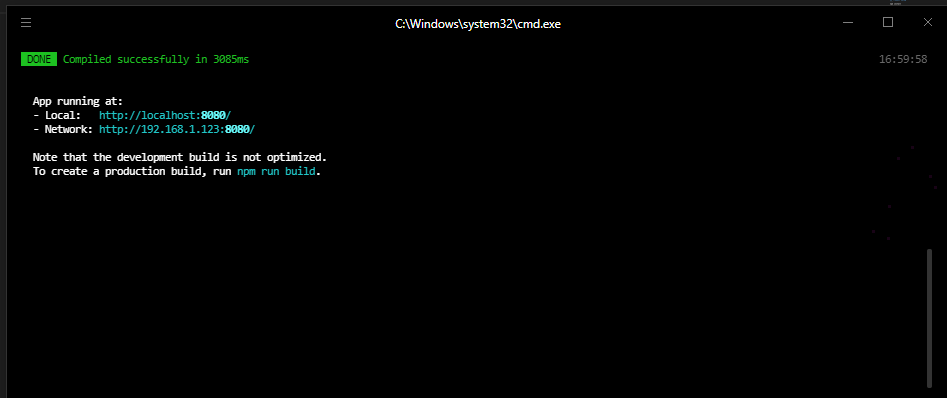 C:\Windows\system32\cmd.exe
DONE Compiled successfully in 3085ms 16:59:58
App running at:
- Local: http://localhost:8080/
- Network: http://192.168.1.123:8080/
Note that the development build is not optimized.
To create a production build, run npm run build.